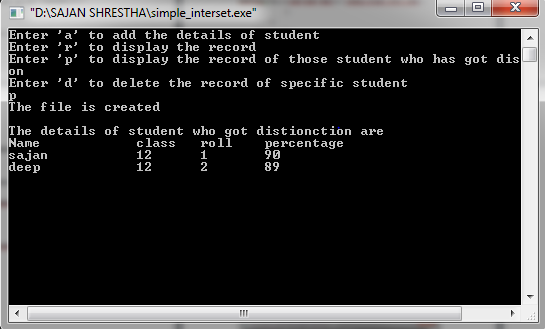 "D:\SAJAN SHRESTHA\simple_interset.exe"
Enter 'a' to add the details of student
Enter 'r' to display the record
Enter 'p' to display the record of those student who has got dis
on
Enter 'd' to delete the record of specific student
p
The file is created
The details of student who got distionction are
Name class roll percentage
sajan 12 1 90
deep 12 2 89